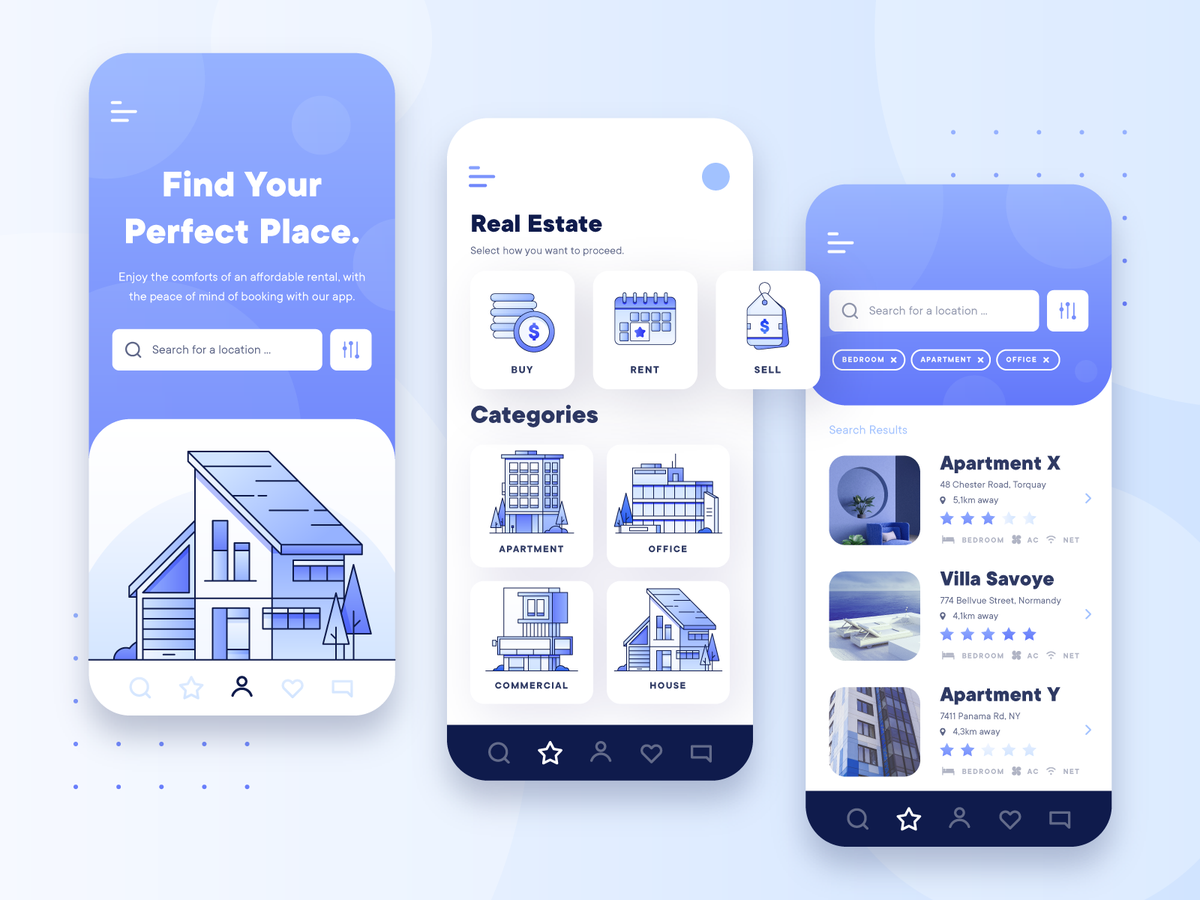 Find Your
Perfect Place.
Enjoy the comforts of an affordable rental, with
the peace of mind of booking with our app.
Search for a location ...
Real Estate
Select how you want to proceed.
$
$
BUY
RENT
SELL
Categories
APARTMENT
OFFICE
COMMERCIAL
HOUSE
Search for a location ...
BEDROOM ×
APARTMENT ×
OFFICE ×
Search Results
Apartment X
48 Chester Road, Torquay
5,1km away
BEDROOM AC NET
Villa Savoye
774 Bellvue Street, Normandy
4,1km away
BEDROOM AC NET
Apartment Y
7411 Panama Rd, NY
4,3km away
BEDROOM AC NET